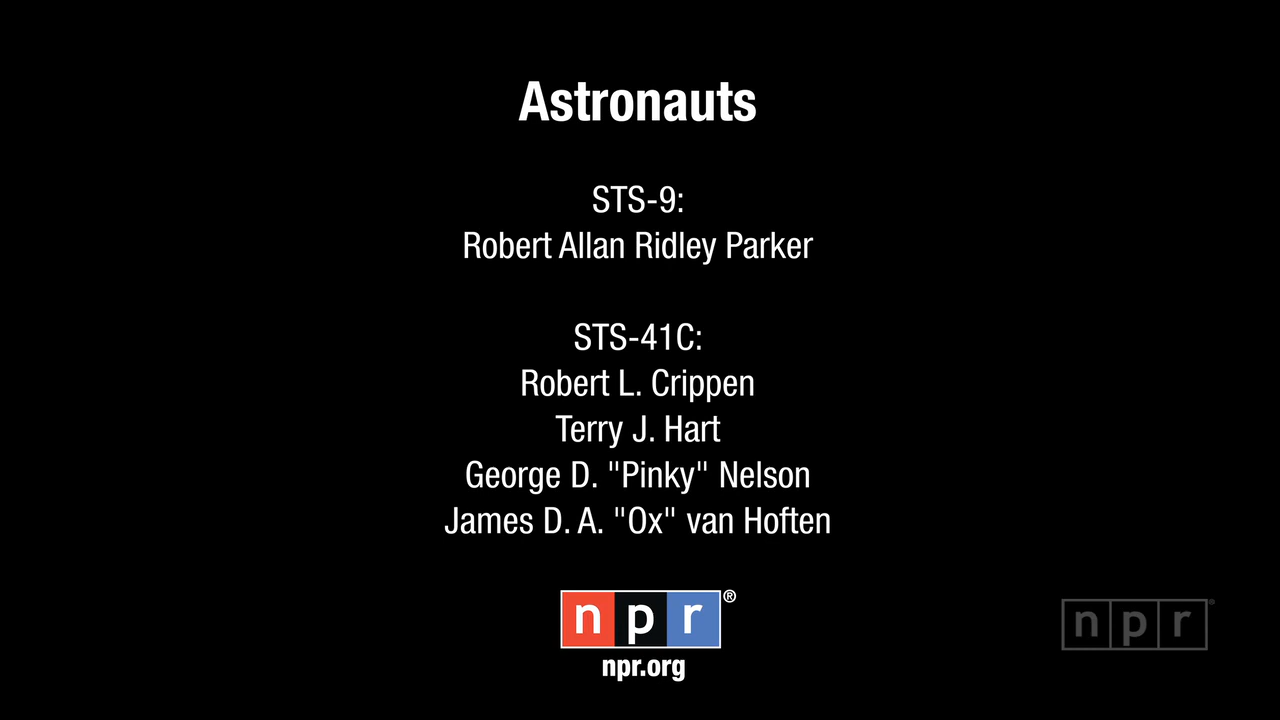 Astronauts
STS-9:
Robert Allan Ridley Parker
STS-41C:
Robert L. Crippen
Terry J. Hart
George D. "Pinky" Nelson
James D. A. "Ox" van Hoften
npr®
npr.org
npr®